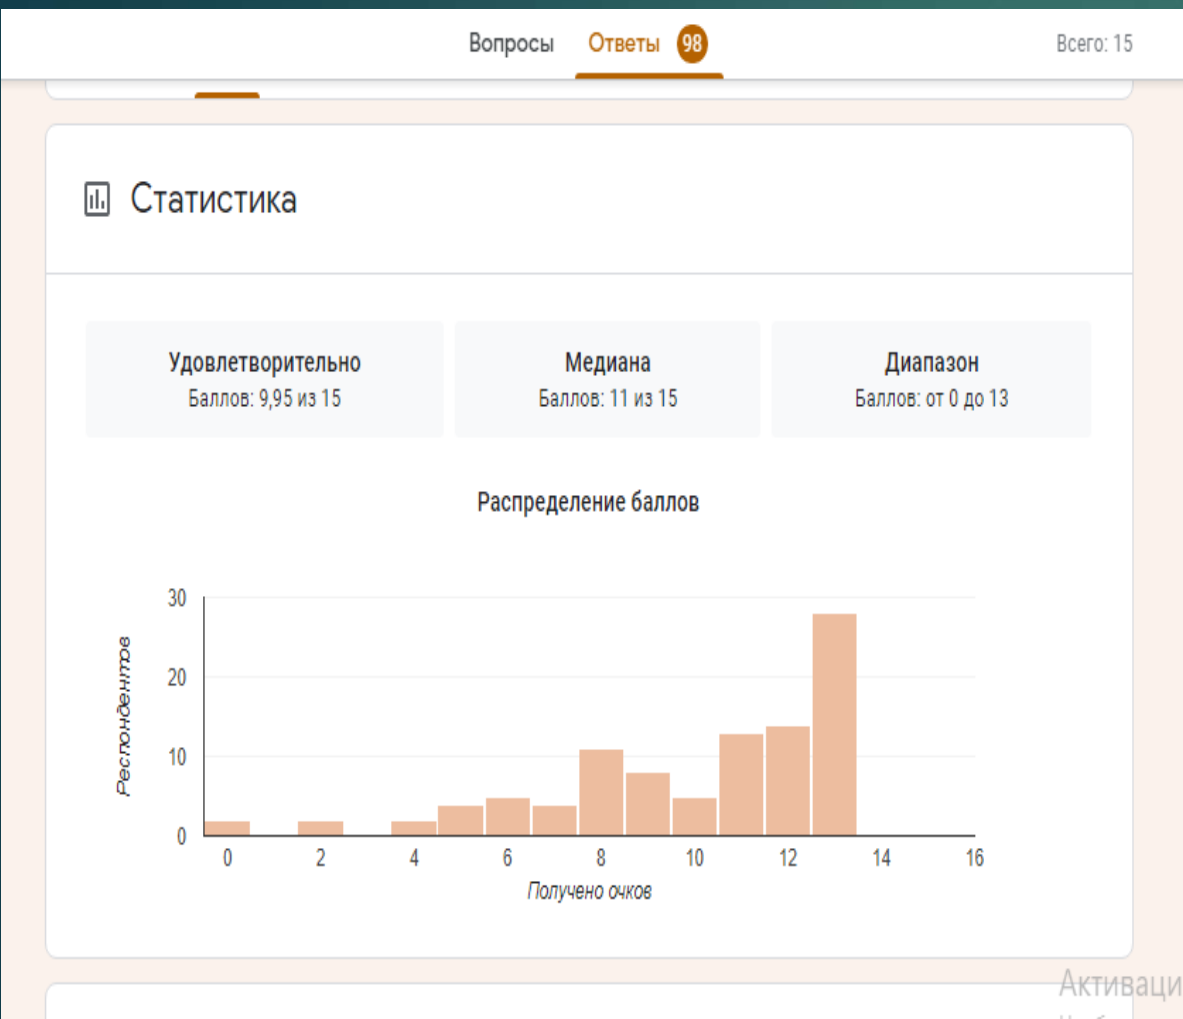 Вопросы Ответы 98 Всего: 15
Статистика
Удовлетворительно Медиана Диапазон
Баллов: 9,95 из 15 Баллов: 11 из 15 Баллов: от 0 до 13
Распределение баллов
30
20
10
0
Респондентов
0 2 4 6 8 10 12 14 16
Получено очков
Активаци